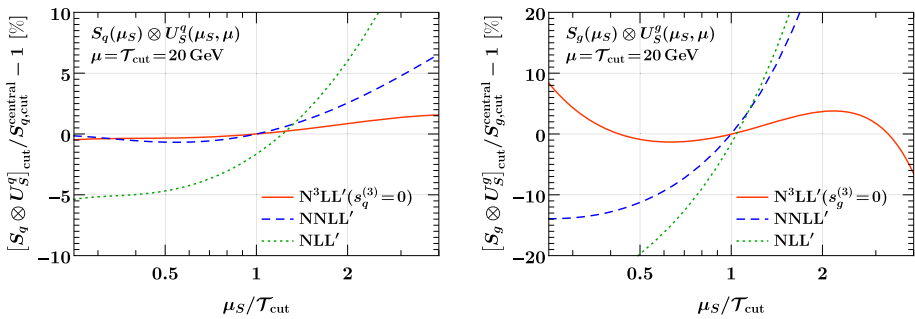 [S_q ⊗ U_S^q]_cut / S_{q,cut}^central − 1 [%]
10
5
0
−5
−10
S_q(μ_S) ⊗ U_S^q(μ_S, μ)
μ = 𝒯_cut = 20 GeV
N³LL′(s_q^(3) = 0)
NNLL′
NLL′
0.5
1
2
μ_S/𝒯_cut
[S_g ⊗ U_S^g]_cut / S_{g,cut}^central − 1 [%]
20
10
0
−10
−20
S_g(μ_S) ⊗ U_S^g(μ_S, μ)
μ = 𝒯_cut = 20 GeV
N³LL′(s_g^(3) = 0)
NNLL′
NLL′
0.5
1
2
μ_S/𝒯_cut